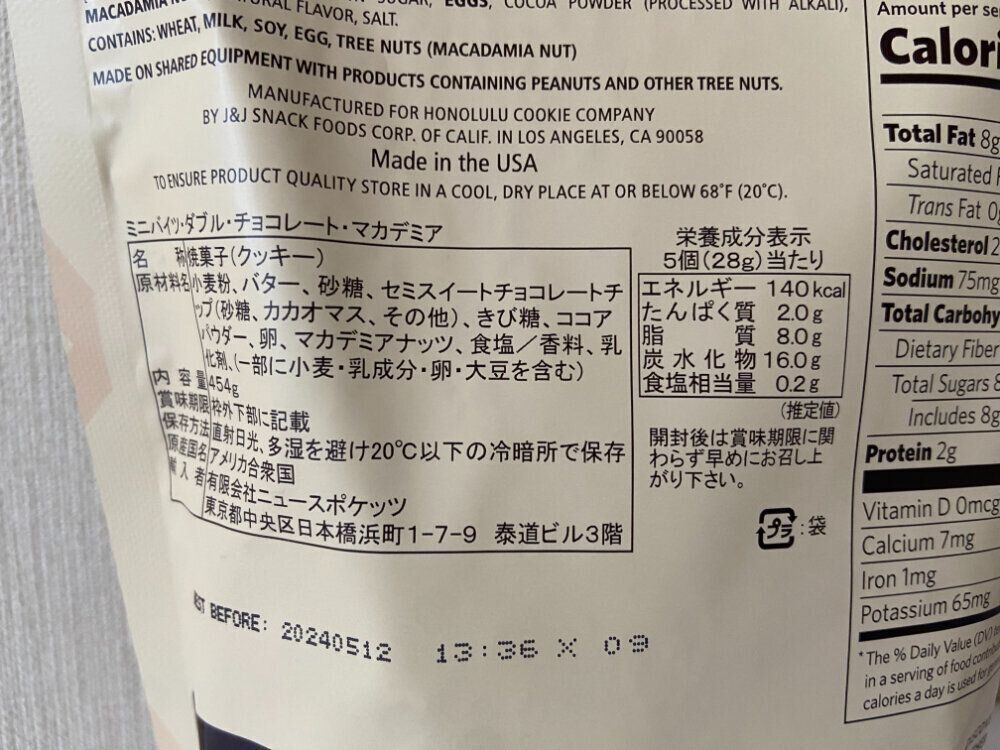 MACADAMIA
NATURAL FLAVOR, SALT.
SUGAR, EGGS, COCOA POWDER (PROCESSED WITH ALKALI),
CONTAINS: WHEAT, MILK, SOY, EGG, TREE NUTS (MACADAMIA NUT)
MADE ON SHARED EQUIPMENT WITH PRODUCTS CONTAINING PEANUTS AND OTHER TREE NUTS.
MANUFACTURED FOR HONOLULU COOKIE COMPANY
BY J&J SNACK FOODS CORP. OF CALIF. IN LOS ANGELES, CA 90058
Made in the USA
TO ENSURE PRODUCT QUALITY STORE IN A COOL, DRY PLACE AT OR BELOW 68°F (20°C).
ミニバイツ・ダブル・チョコレート・マカデミア
名 称 焼菓子(クッキー)
原材料名 小麦粉、バター、砂糖、セミスイートチョコレートチ
ップ(砂糖、カカオマス、その他)、きび糖、ココア
パウダー、卵、マカデミアナッツ、食塩/香料、乳
化剤、(一部に小麦・乳成分・卵・大豆を含む)
内容量 454g
賞味期限 枠外下部に記載
保存方法 直射日光、多湿を避け20℃以下の冷暗所で保存
原産国名 アメリカ合衆国
輸入者 有限会社ニュースポケッツ
東京都中央区日本橋浜町1-7-9 泰道ビル3階
栄養成分表示
5個(28g)当たり
エネルギー 140kcal
たんぱく質 2.0g
脂質 8.0g
炭水化物 16.0g
食塩相当量 0.2g
(推定値)
開封後は賞味期限に関
わらず早めにお召し上
がり下さい。
プラ:袋
BEFORE: 20240512 13:36 X 09
Amount per
Calori
Total Fat 8g
Saturated
Trans Fat
Cholesterol
Sodium 75mg
Total Carbohy
Dietary Fiber
Total Sugars
Includes 8g
Protein 2g
Vitamin D 0mcg
Calcium 7mg
Iron 1mg
Potassium 65mg
* The % Daily Value (DV)
in a serving of food
calories a day is used